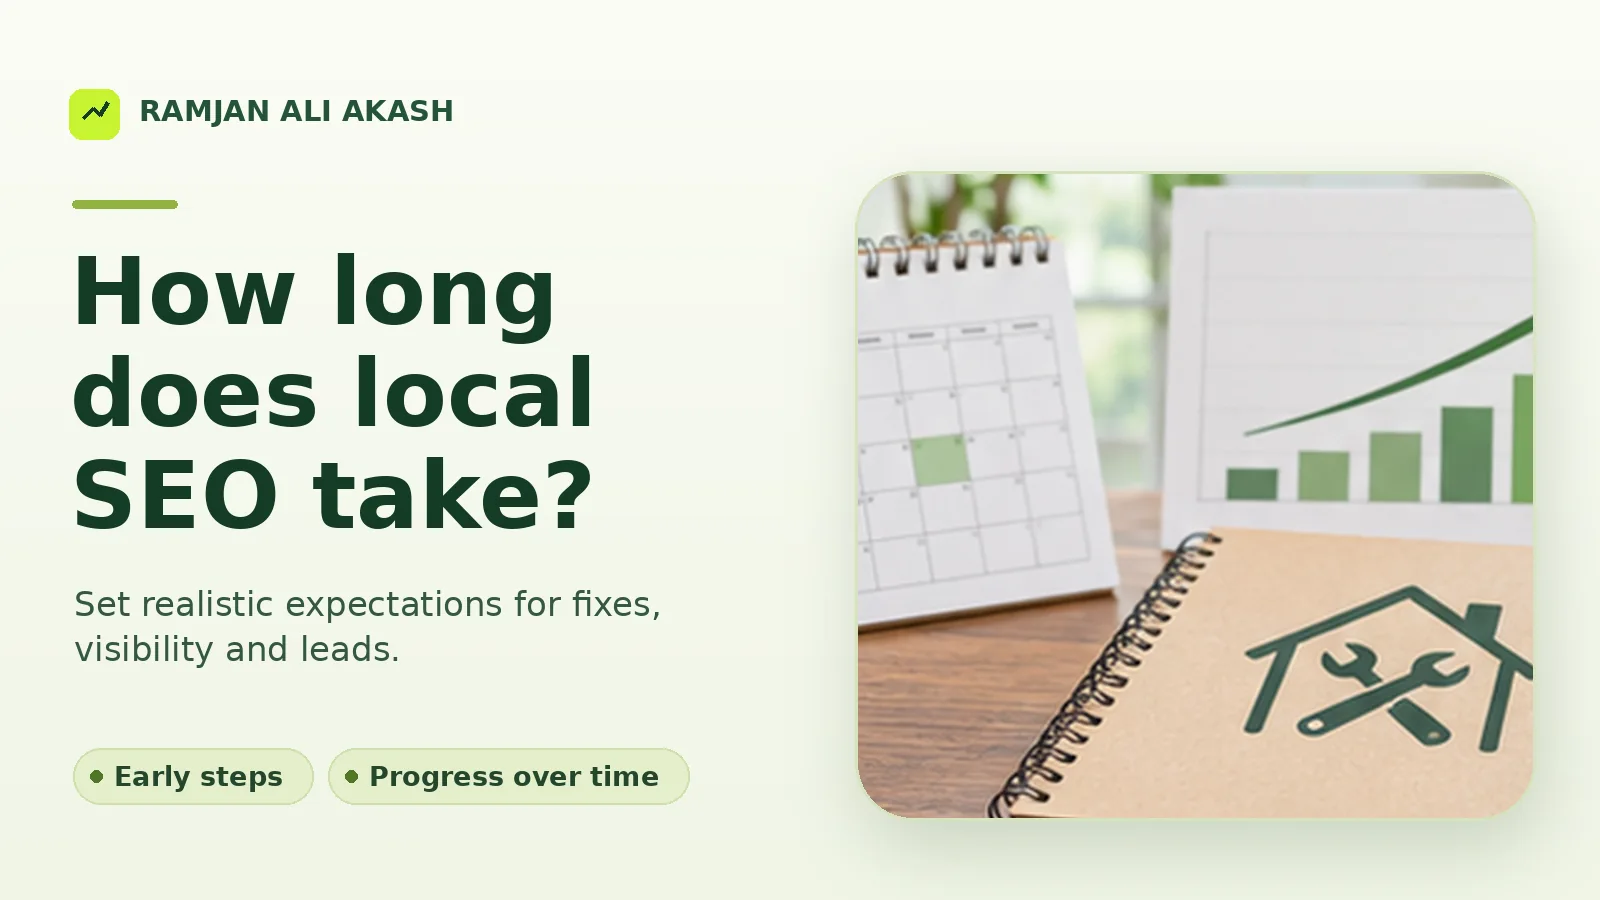 RAMJAN ALI AKASH
How long
does local
SEO take?
Set realistic expectations for fixes,
visibility and leads.
Early steps
Progress over time